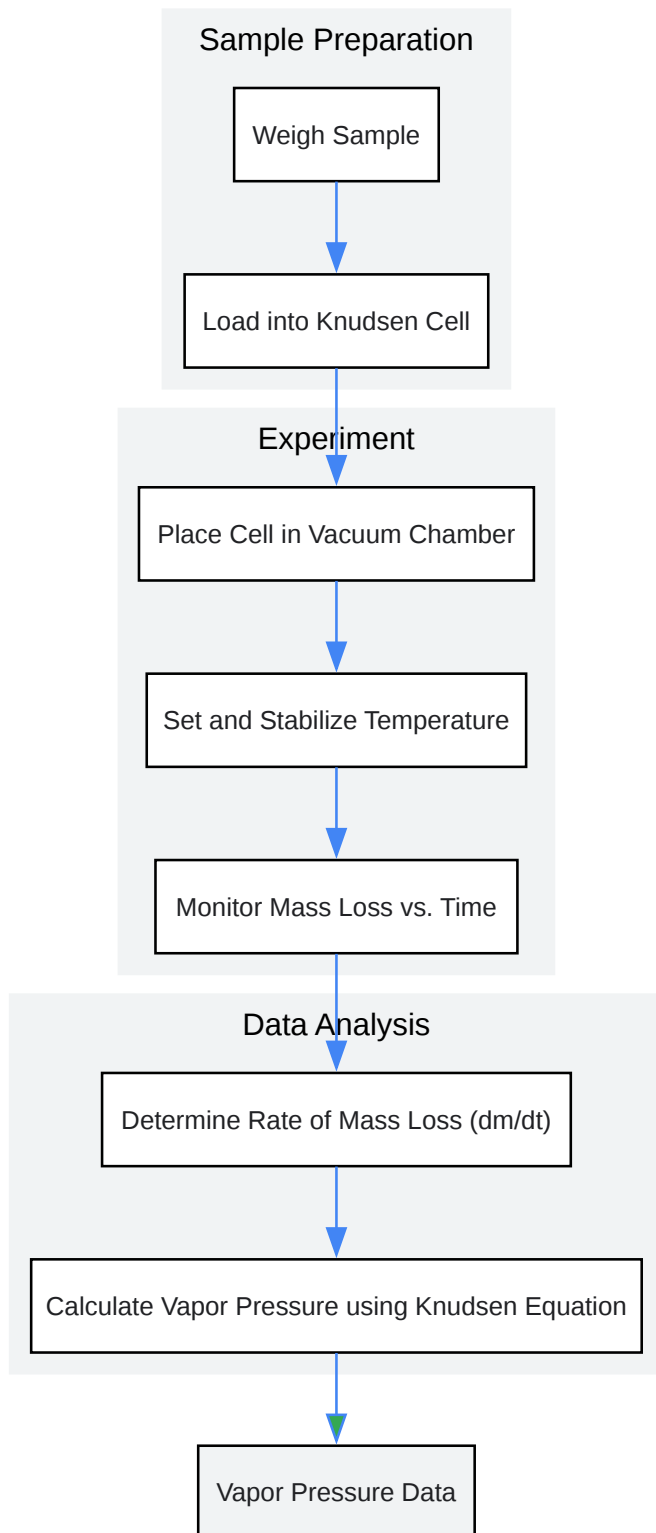 Sample Preparation
Weigh Sample
Load into Knudsen Cell
Experiment
Place Cell in Vacuum Chamber
Set and Stabilize Temperature
Monitor Mass Loss vs. Time
Data Analysis
Determine Rate of Mass Loss (dm/dt)
Calculate Vapor Pressure using Knudsen Equation
Vapor Pressure Data